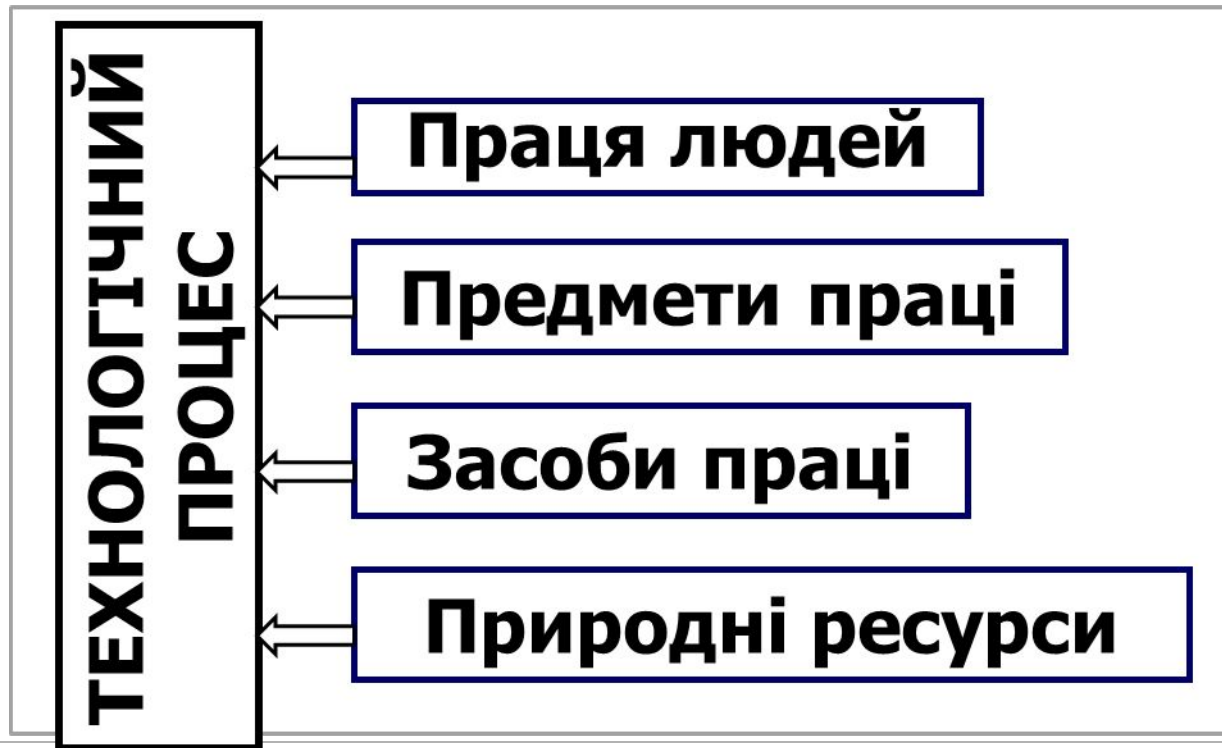 ТЕХНОЛОГІЧНИЙ
ПРОЦЕС
Праця людей
Предмети праці
Засоби праці
Природні ресурси